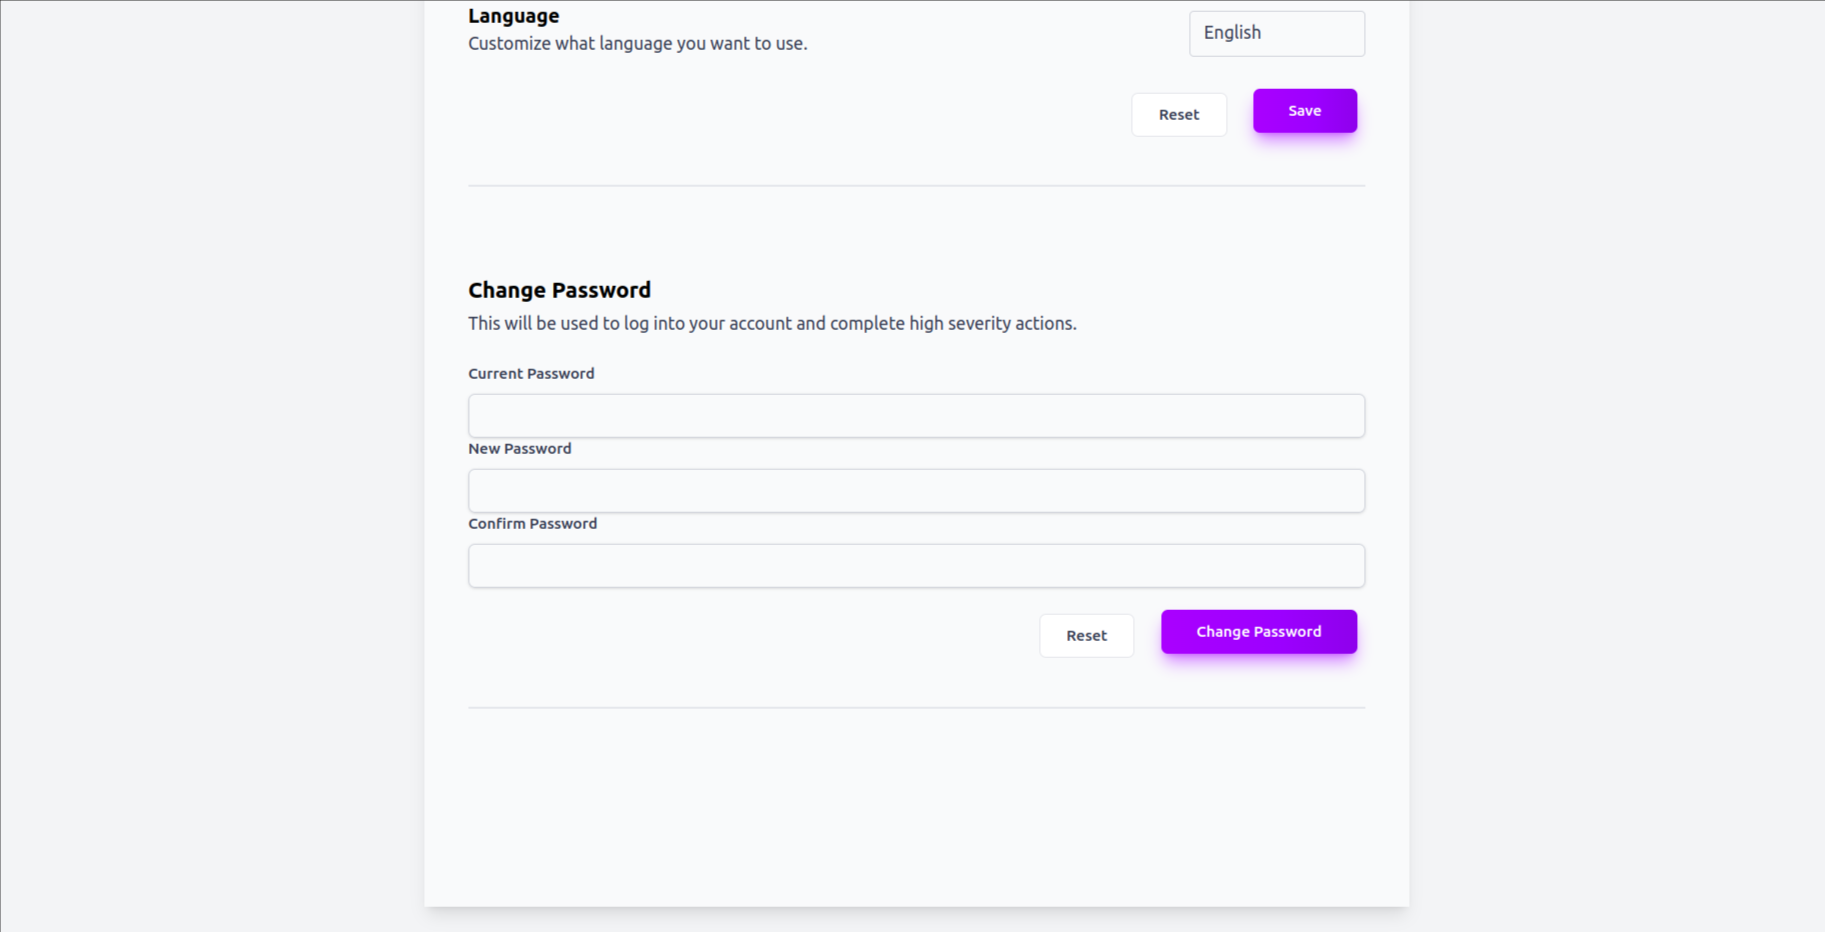 Language
Customize what language you want to use.
English
Reset
Save
Change Password
This will be used to log into your account and complete high severity actions.
Current Password
New Password
Confirm Password
Reset
Change Password